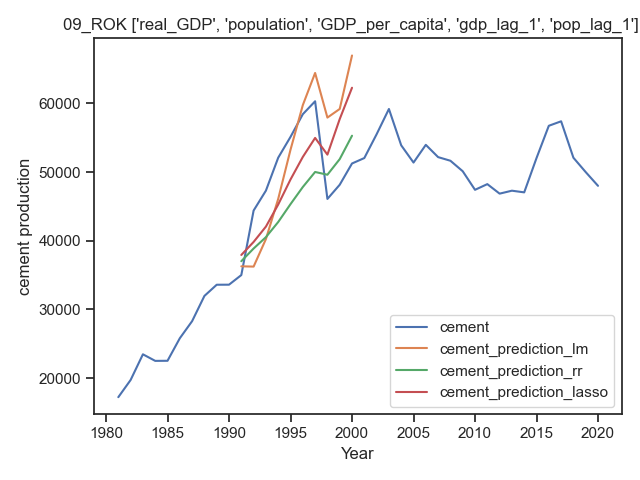 09_ROK ['real_GDP', 'population', 'GDP_per_capita', 'gdp_lag_1', 'pop_lag_1']
60000
50000
40000
30000
20000
cement production
1980 1985 1990 1995 2000 2005 2010 2015 2020
Year
cement
cement_prediction_lm
cement_prediction_rr
cement_prediction_lasso